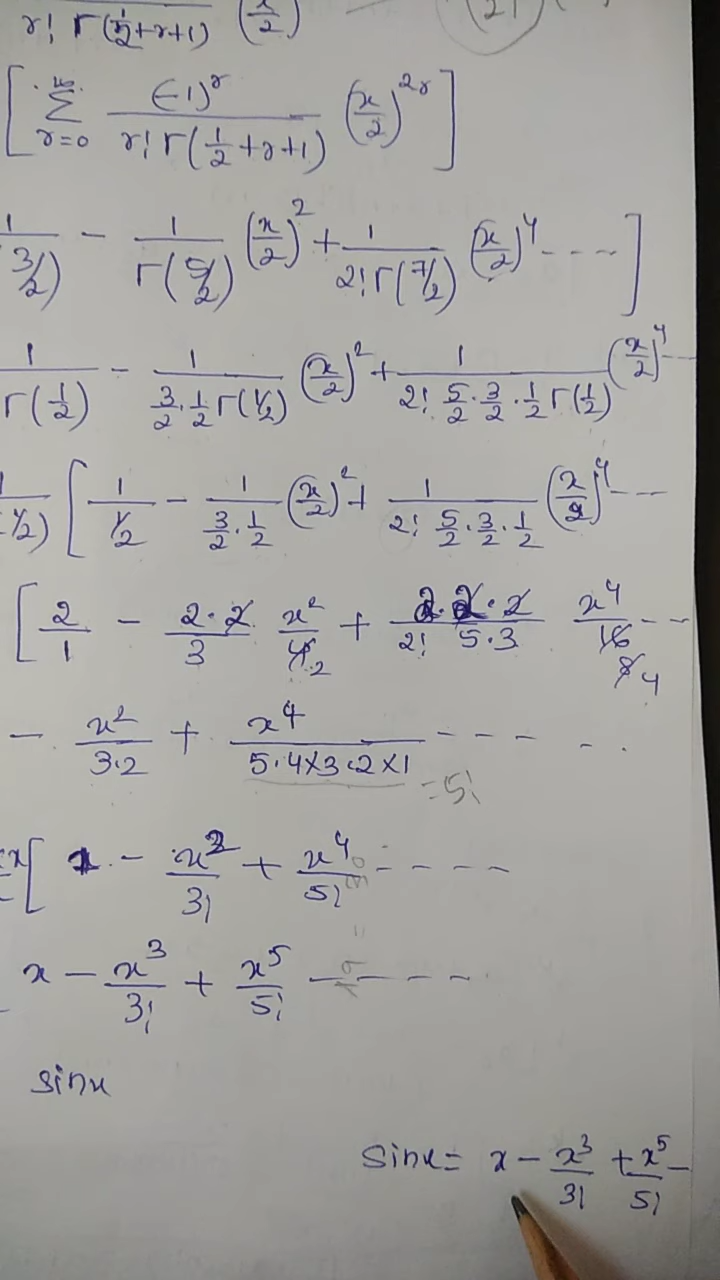 r! Γ(1/2+r+1) (x/2)
[ ∑ r=0 (-1)^r / r! Γ(1/2+r+1) (x/2)^2r ]
3/2) - 1/Γ(5/2) (x/2)^2 + 1/2!Γ(7/2) (x/2)^4 ---- ]
1/Γ(1/2) - 1/(3/2·1/2 Γ(1/2)) (x/2)^2 + 1/(2! 5/2·3/2·1/2 Γ(1/2)) (x/2)^4 --
1/2) [ 1/(1/2) - 1/(3/2·1/2) (x/2)^2 + 1/(2! 5/2·3/2·1/2) (x/2)^4 ---
[ 2/1 - 2·2/3 x^2/4 2 + 2·2·2/2! 5·3 x^4/16 8 4 --
- x^2/3·2 + x^4/5·4×3·2×1 ---- - . = 5!
[ 1 - x^2/3! + x^4/5! - ----
x - x^3/3! + x^5/5! - ----
sinx
Sinx = x - x^3/3! + x^5/5! -